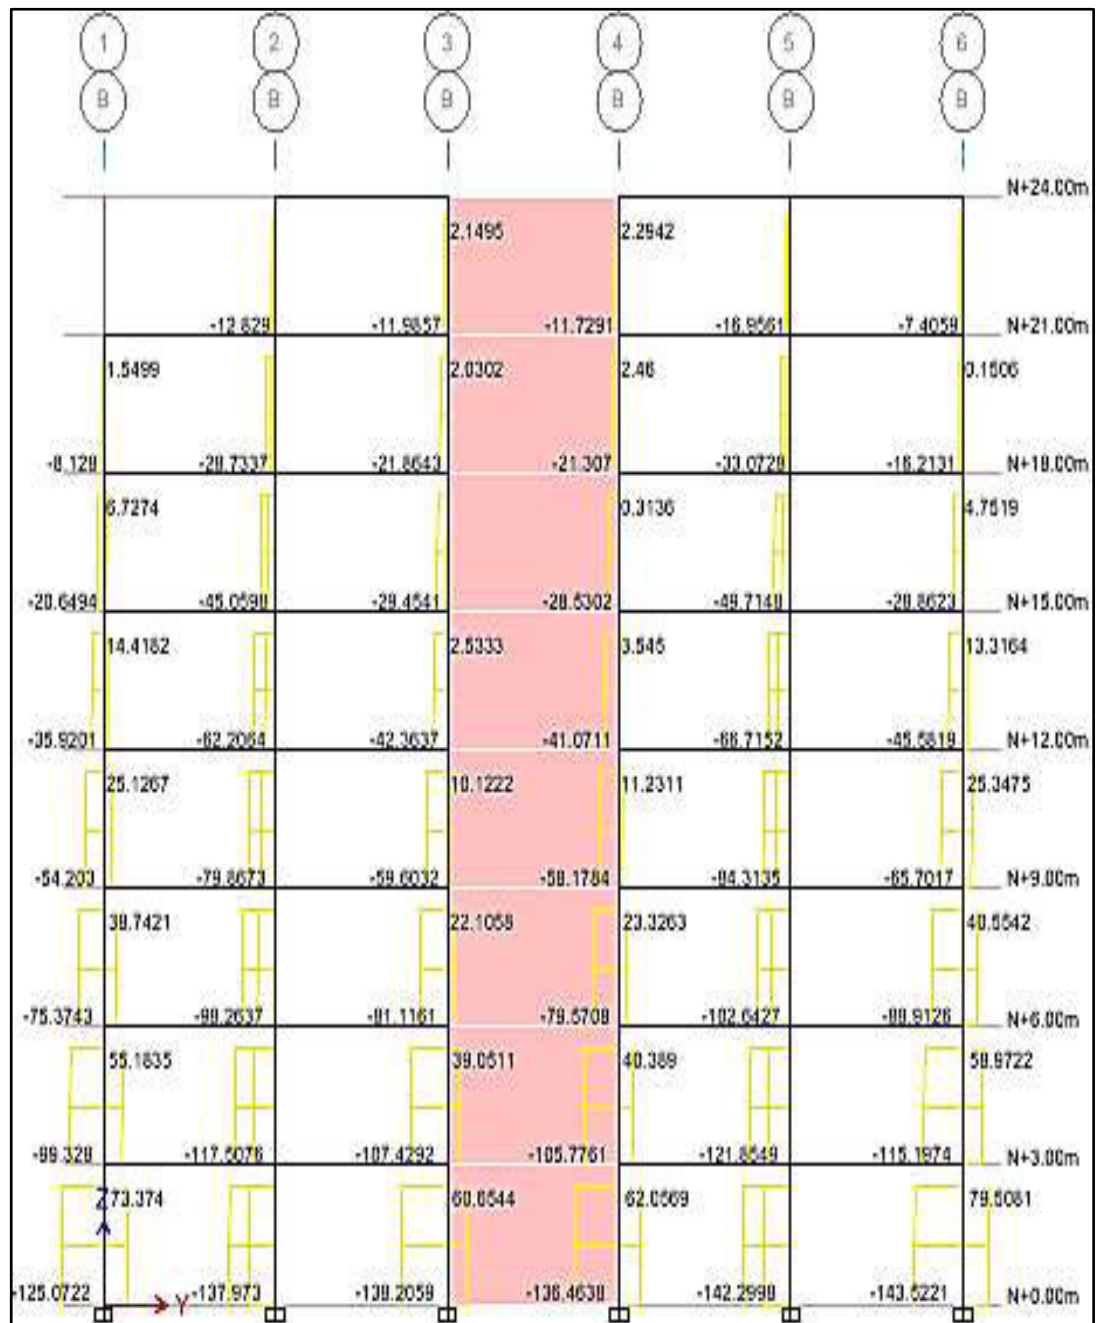 1 2 3 4 5 6
B B B B B B
N+24.00m
2.1495 2.2942
-12.829 -11.9857 -11.7291 -16.9561 -7.4059 N+21.00m
1.5499 2.0302 2.46 0.1506
-8.129 -28.7337 -21.8643 -21.307 -33.0728 -16.2131 N+18.00m
6.7274 0.3136 4.7519
-20.6494 -45.0598 -29.4541 -28.5302 -49.7148 -28.8623 N+15.00m
14.4182 2.5333 3.545 13.3164
-35.9201 -62.2064 -42.3637 -41.0711 -66.7152 -45.5819 N+12.00m
25.1267 10.1222 11.2311 25.3475
-54.203 -79.8673 -59.6032 -58.1784 -84.3135 -65.7017 N+9.00m
38.7421 22.1058 23.3263 40.5542
-75.3743 -98.2637 -81.1161 -79.5708 -102.6427 -88.9126 N+6.00m
55.1835 39.0511 40.389 58.9722
-99.328 -117.5076 -107.4292 -105.7761 -121.8549 -115.1974 N+3.00m
Z 73.374 60.6544 62.0569 79.5081
-125.0722 Y -137.973 -138.2059 -136.4638 -142.2998 -143.5221 N+0.00m